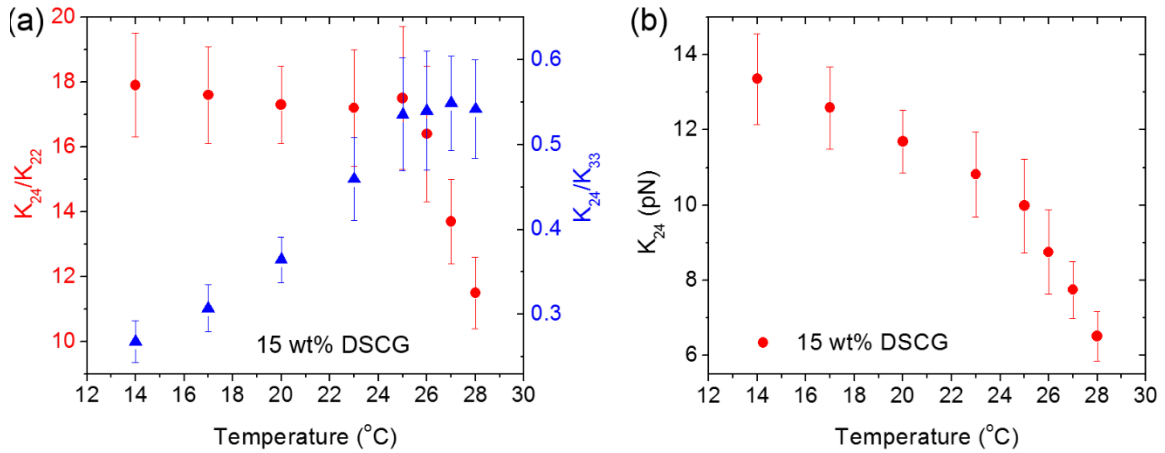 (a)
20
18
16
14
12
10
K24/K22
0.6
0.5
0.4
0.3
K24/K33
15 wt% DSCG
12 14 16 18 20 22 24 26 28 30
Temperature (°C)
(b)
14
12
10
8
6
K24 (pN)
15 wt% DSCG
12 14 16 18 20 22 24 26 28 30
Temperature (°C)